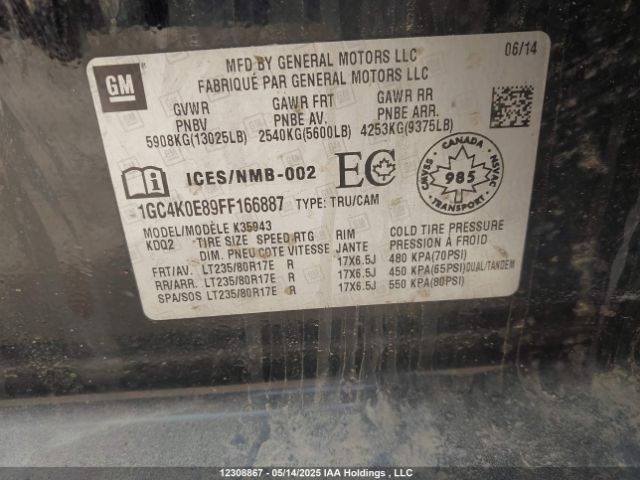 GM
MFD BY GENERAL MOTORS LLC
FABRIQUÉ PAR GENERAL MOTORS LLC
06/14
GVWR GAWR FRT GAWR RR
PNBV PNBE AV. PNBE ARR.
5908KG(13025LB) 2540KG(5600LB) 4253KG(9375LB)
ICES/NMB-002 EC
CANADA
CMVSS 985 NSVAC
TRANSPORT
1GC4K0E89FF166887 TYPE: TRU/CAM
MODEL/MODÈLE K35943
KDQ2 TIRE SIZE SPEED RTG RIM COLD TIRE PRESSURE
DIM. PNEU COTE VITESSE JANTE PRESSION À FROID
FRT/AV. LT235/80R17E R 17X6.5J 480 KPA(70PSI)
RR/ARR. LT235/80R17E R 17X6.5J 450 KPA(65PSI)DUAL/TANDEM
SPA/SOS LT235/80R17E R 17X6.5J 550 KPA(80PSI)
12308867 - 05/14/2025 IAA Holdings , LLC